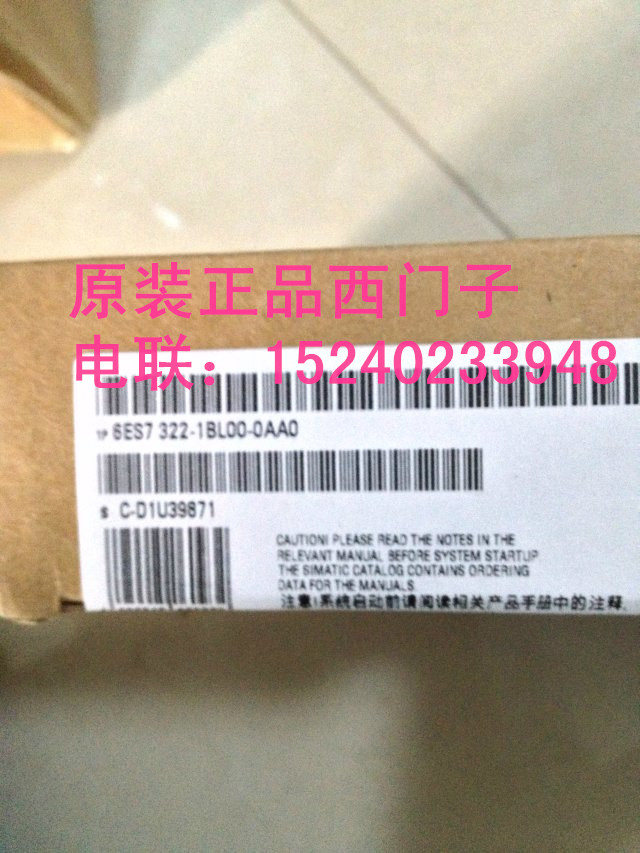 原装正品西门子
电联：15240233948
1P 6ES7 322-1BL00-0AA0
S C-D1U39871
CAUTION! PLEASE READ THE NOTES IN THE
RELEVANT MANUAL BEFORE SYSTEM STARTUP
THE SIMATIC CATALOG CONTAINS ORDERING
DATA FOR THE MANUALS
注意!系统启动前请阅读相关产品手册中的注释.